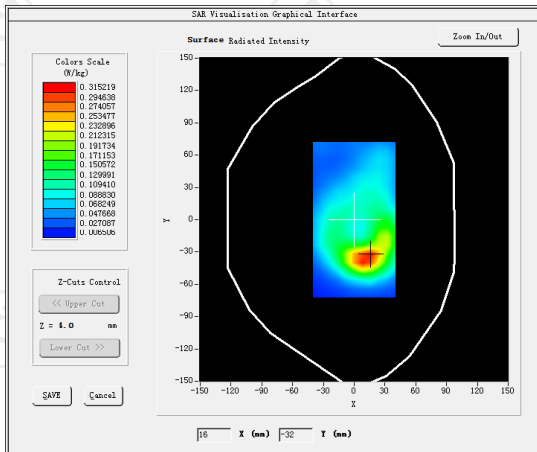 SAR Visualisation Graphical Interface
Surface Radiated Intensity
Zoom In/Out
Colors Scale
(W/kg)
0.315219
0.294638
0.274057
0.253477
0.232896
0.212315
0.191734
0.171153
0.150572
0.129991
0.109410
0.088830
0.068249
0.047668
0.027087
0.006506
150
120
90
60
30
0
-30
-60
-90
-120
-150
Y
-150 -120 -90 -60 -30 0 30 60 90 120 150
X
Z-Cuts Control
<< Upper Cut
Z = 4.0 mm
Lower Cut >>
SAVE Cancel
16 X (mm) -32 Y (mm)